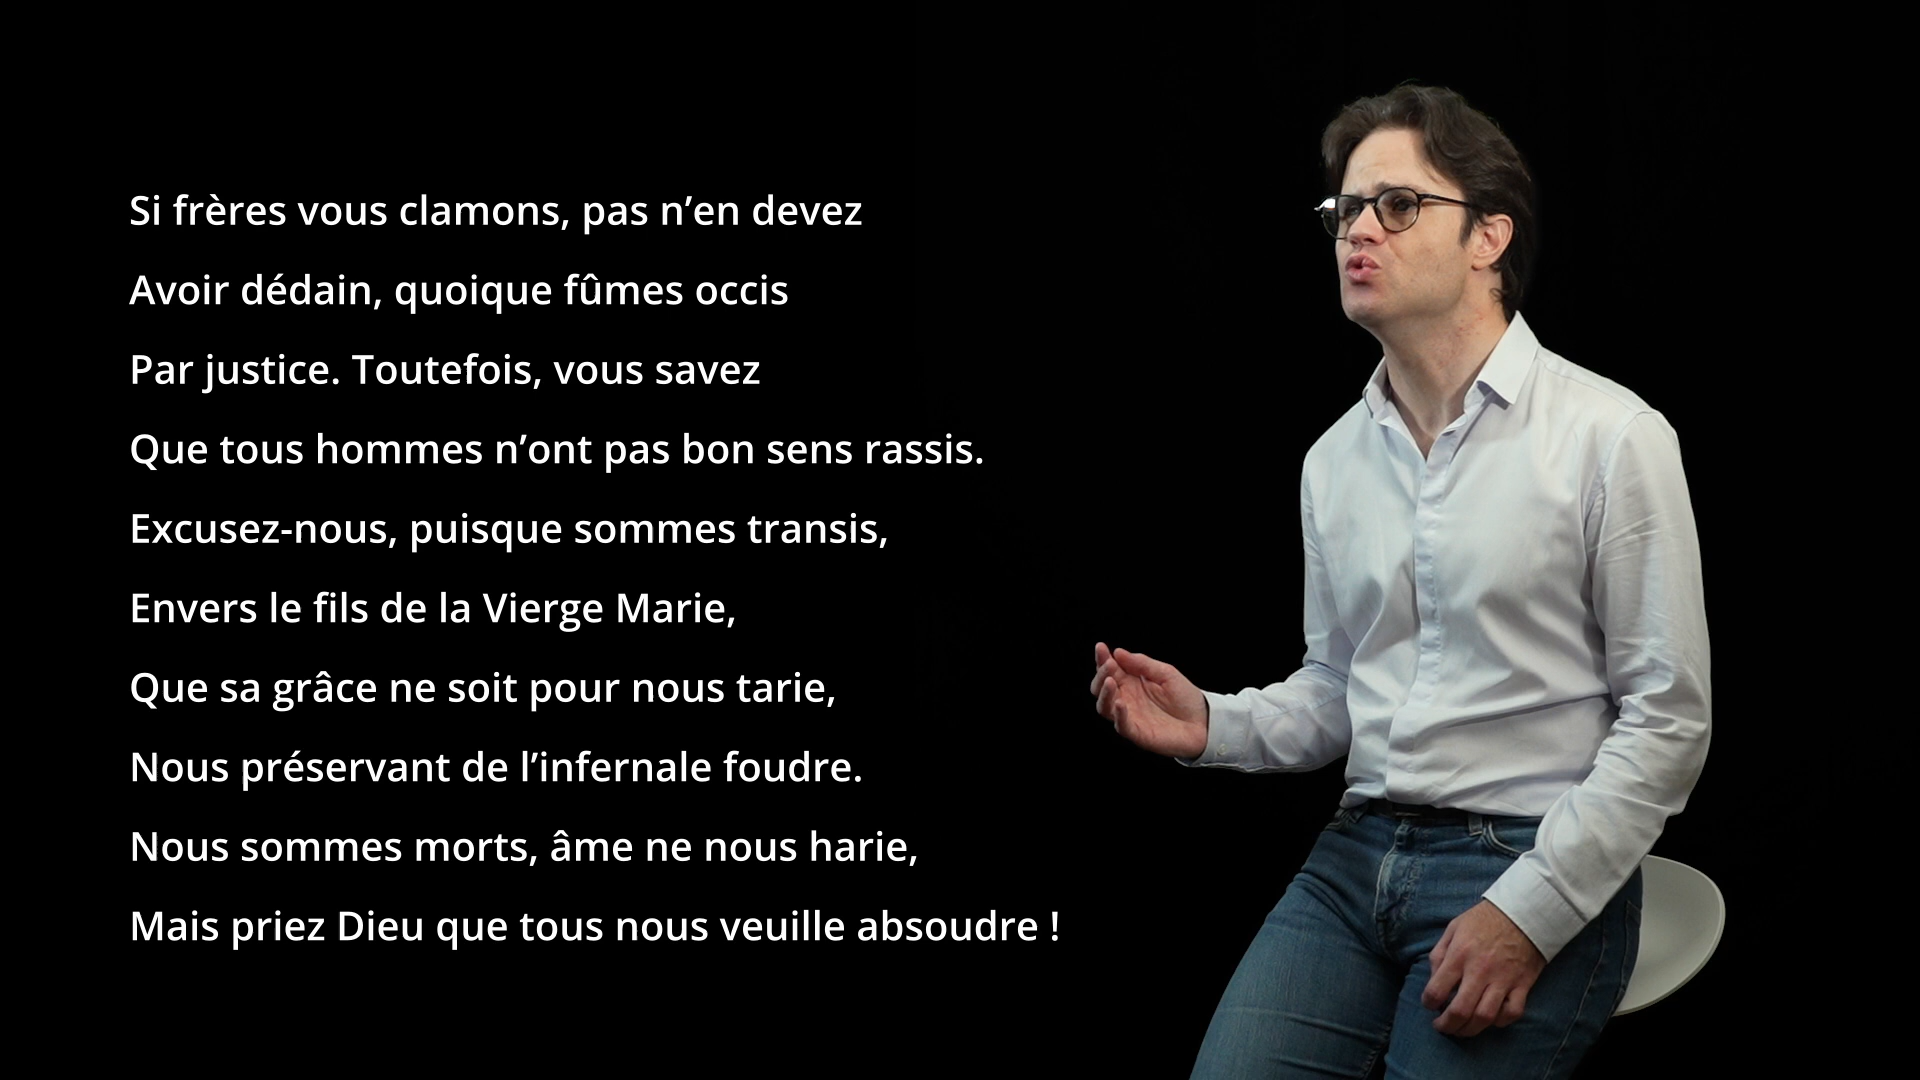 Si frères vous clamons, pas n’en devez
Avoir dédain, quoique fûmes occis
Par justice. Toutefois, vous savez
Que tous hommes n’ont pas bon sens rassis.
Excusez-nous, puisque sommes transis,
Envers le fils de la Vierge Marie,
Que sa grâce ne soit pour nous tarie,
Nous préservant de l’infernale foudre.
Nous sommes morts, âme ne nous harie,
Mais priez Dieu que tous nous veuille absoudre !